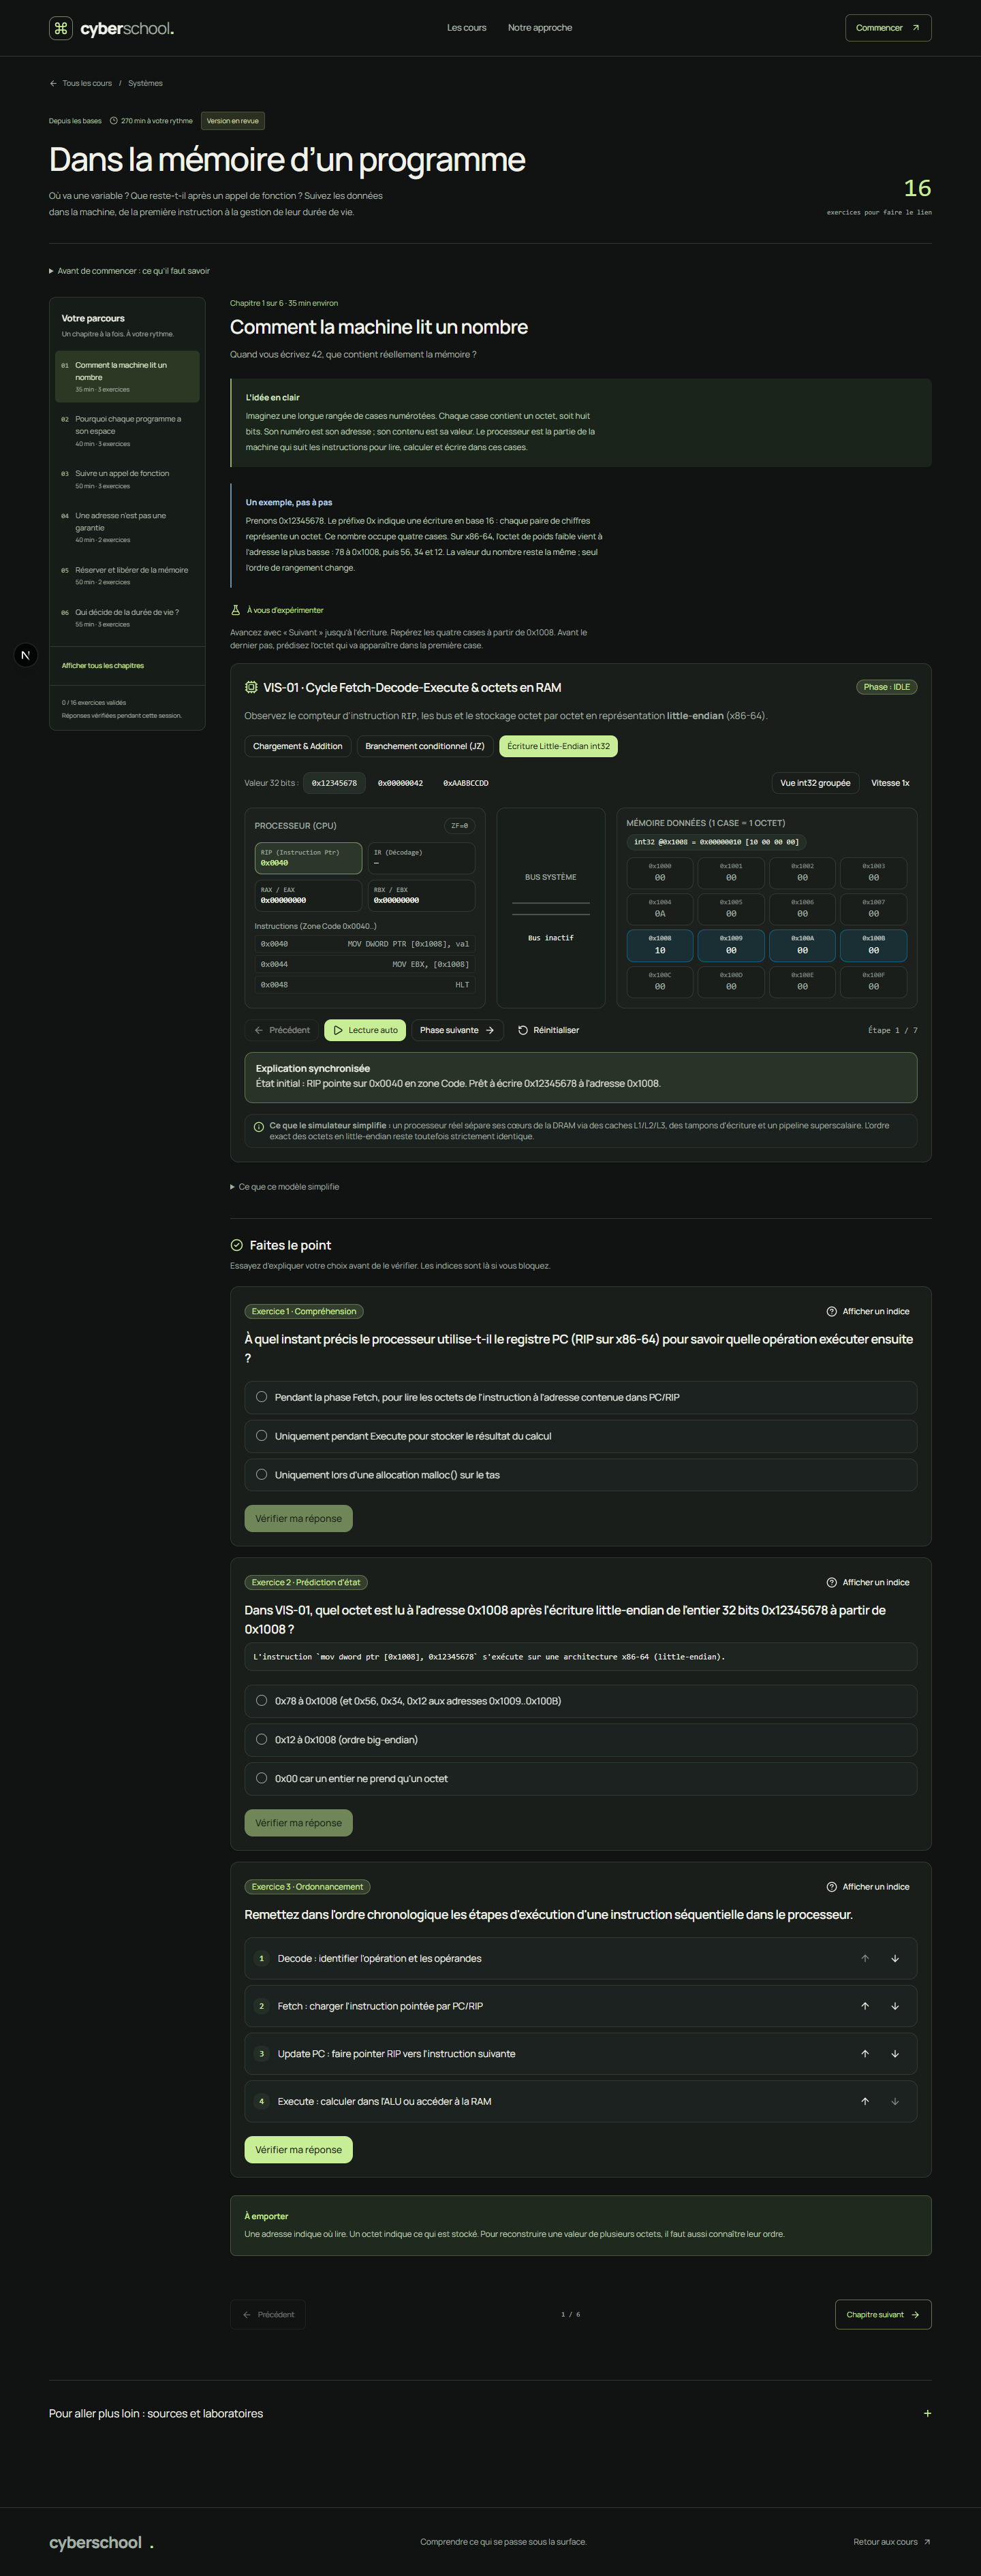 cyberschool.
Les cours
Notre approche
Commencer
Tous les cours / Systèmes
Depuis les bases
270 min à votre rythme
Version en revue
Dans la mémoire d’un programme
Où va une variable ? Que reste-t-il après un appel de fonction ? Suivez les données
dans la machine, de la première instruction à la gestion de leur durée de vie.
16
exercices pour faire le lien
Avant de commencer : ce qu’il faut savoir
Votre parcours
Un chapitre à la fois. À votre rythme.
01 Comment la machine lit un
nombre
35 min · 3 exercices
02 Pourquoi chaque programme a
son espace
40 min · 3 exercices
03 Suivre un appel de fonction
50 min · 3 exercices
04 Une adresse n’est pas une
garantie
40 min · 2 exercices
05 Réserver et libérer de la mémoire
50 min · 2 exercices
06 Qui décide de la durée de vie ?
55 min · 3 exercices
Afficher tous les chapitres
0 / 16 exercices validés
Réponses vérifiées pendant cette session.
N
Chapitre 1 sur 6 · 35 min environ
Comment la machine lit un nombre
Quand vous écrivez 42, que contient réellement la mémoire ?
L’idée en clair
Imaginez une longue rangée de cases numérotées. Chaque case contient un octet, soit huit
bits. Son numéro est son adresse ; son contenu est sa valeur. Le processeur est la partie de la
machine qui suit les instructions pour lire, calculer et écrire dans ces cases.
Un exemple, pas à pas
Prenons 0x12345678. Le préfixe 0x indique une écriture en base 16 : chaque paire de chiffres
représente un octet. Ce nombre occupe quatre cases. Sur x86-64, l’octet de poids faible vient à
l’adresse la plus basse : 78 à 0x1008, puis 56, 34 et 12. La valeur du nombre reste la même ; seul
l’ordre de rangement change.
À vous d’expérimenter
Avancez avec « Suivant » jusqu’à l’écriture. Repérez les quatre cases à partir de 0x1008. Avant le
dernier pas, prédisez l’octet qui va apparaître dans la première case.
VIS-01 · Cycle Fetch-Decode-Execute & octets en RAM
Phase : IDLE
Observez le compteur d'instruction RIP, les bus et le stockage octet par octet en représentation little-endian (x86-64).
Chargement & Addition
Branchement conditionnel (JZ)
Écriture Little-Endian int32
Valeur 32 bits :
0x12345678
0x00000042
0xAABBCCDD
Vue int32 groupée
Vitesse 1x
PROCESSEUR (CPU)
ZF=0
RIP (Instruction Ptr)
0x0040
IR (Décodage)
—
RAX / EAX
0x00000000
RBX / EBX
0x00000000
Instructions (Zone Code 0x0040..)
0x0040 MOV DWORD PTR [0x1008], val
0x0044 MOV EBX, [0x1008]
0x0048 HLT
BUS SYSTÈME
Bus inactif
MÉMOIRE DONNÉES (1 CASE = 1 OCTET)
int32 @0x1008 = 0x00000010 [10 00 00 00]
0x1000 0x1001 0x1002 0x1003
00 00 00 00
0x1004 0x1005 0x1006 0x1007
0A 00 00 00
0x1008 0x1009 0x100A 0x100B
10 00 00 00
0x100C 0x100D 0x100E 0x100F
00 00 00 00
Précédent
Lecture auto
Phase suivante
Réinitialiser
Étape 1 / 7
Explication synchronisée
État initial : RIP pointe sur 0x0040 en zone Code. Prêt à écrire 0x12345678 à l'adresse 0x1008.
Ce que le simulateur simplifie : un processeur réel sépare ses cœurs de la DRAM via des caches L1/L2/L3, des tampons d'écriture et un pipeline superscalaire. L'ordre
exact des octets en little-endian reste toutefois strictement identique.
Ce que ce modèle simplifie
Faites le point
Essayez d’expliquer votre choix avant de le vérifier. Les indices sont là si vous bloquez.
Exercice 1 · Compréhension
Afficher un indice
À quel instant précis le processeur utilise-t-il le registre PC (RIP sur x86-64) pour savoir quelle opération exécuter ensuite
?
Pendant la phase Fetch, pour lire les octets de l'instruction à l'adresse contenue dans PC/RIP
Uniquement pendant Execute pour stocker le résultat du calcul
Uniquement lors d'une allocation malloc() sur le tas
Vérifier ma réponse
Exercice 2 · Prédiction d'état
Afficher un indice
Dans VIS-01, quel octet est lu à l'adresse 0x1008 après l'écriture little-endian de l'entier 32 bits 0x12345678 à partir de
0x1008 ?
L'instruction `mov dword ptr [0x1008], 0x12345678` s'exécute sur une architecture x86-64 (little-endian).
0x78 à 0x1008 (et 0x56, 0x34, 0x12 aux adresses 0x1009..0x100B)
0x12 à 0x1008 (ordre big-endian)
0x00 car un entier ne prend qu'un octet
Vérifier ma réponse
Exercice 3 · Ordonnancement
Afficher un indice
Remettez dans l'ordre chronologique les étapes d'exécution d'une instruction séquentielle dans le processeur.
1 Decode : identifier l'opération et les opérandes
2 Fetch : charger l'instruction pointée par PC/RIP
3 Update PC : faire pointer RIP vers l'instruction suivante
4 Execute : calculer dans l'ALU ou accéder à la RAM
Vérifier ma réponse
À emporter
Une adresse indique où lire. Un octet indique ce qui est stocké. Pour reconstruire une valeur de plusieurs octets, il faut aussi connaître leur ordre.
Précédent
1 / 6
Chapitre suivant
Pour aller plus loin : sources et laboratoires
+
cyberschool .
Comprendre ce qui se passe sous la surface.
Retour aux cours